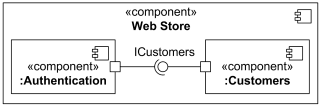 «component»
Web Store
ICustomers
«component»
:Authentication
«component»
:Customers